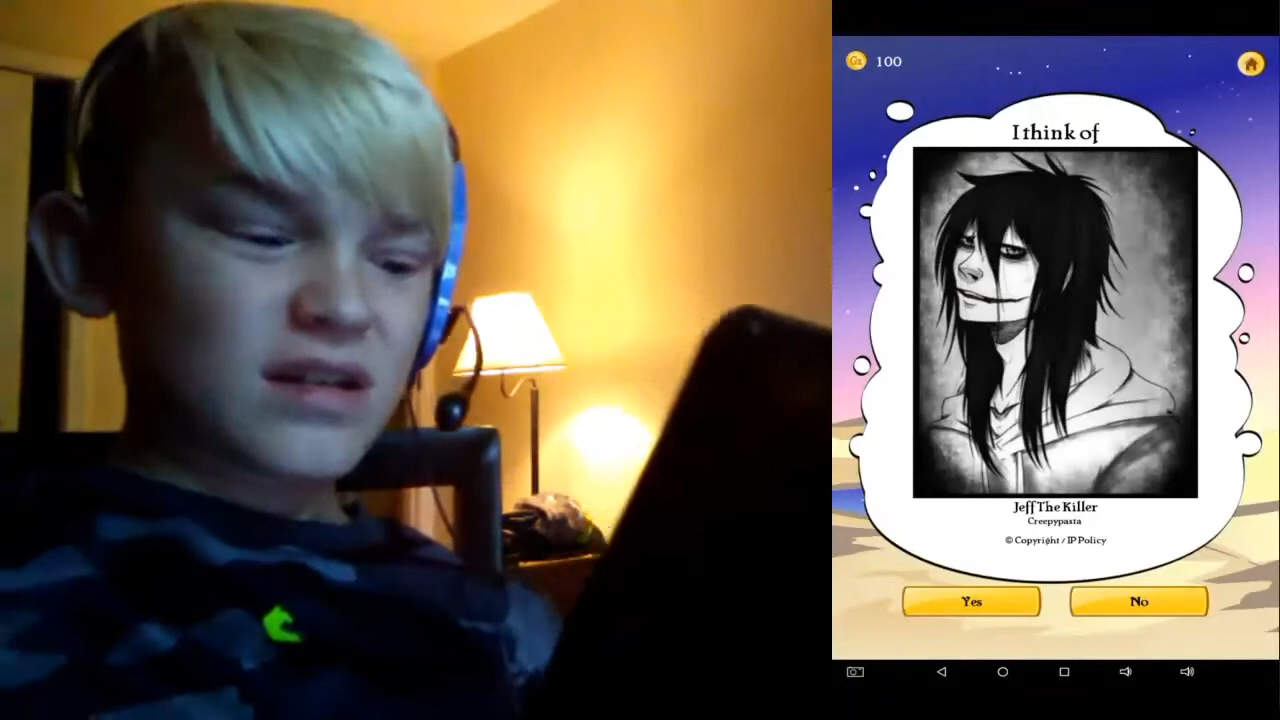 100
I think of
Jeff The Killer
Creepypasta
© Copyright / IP Policy
Yes
No